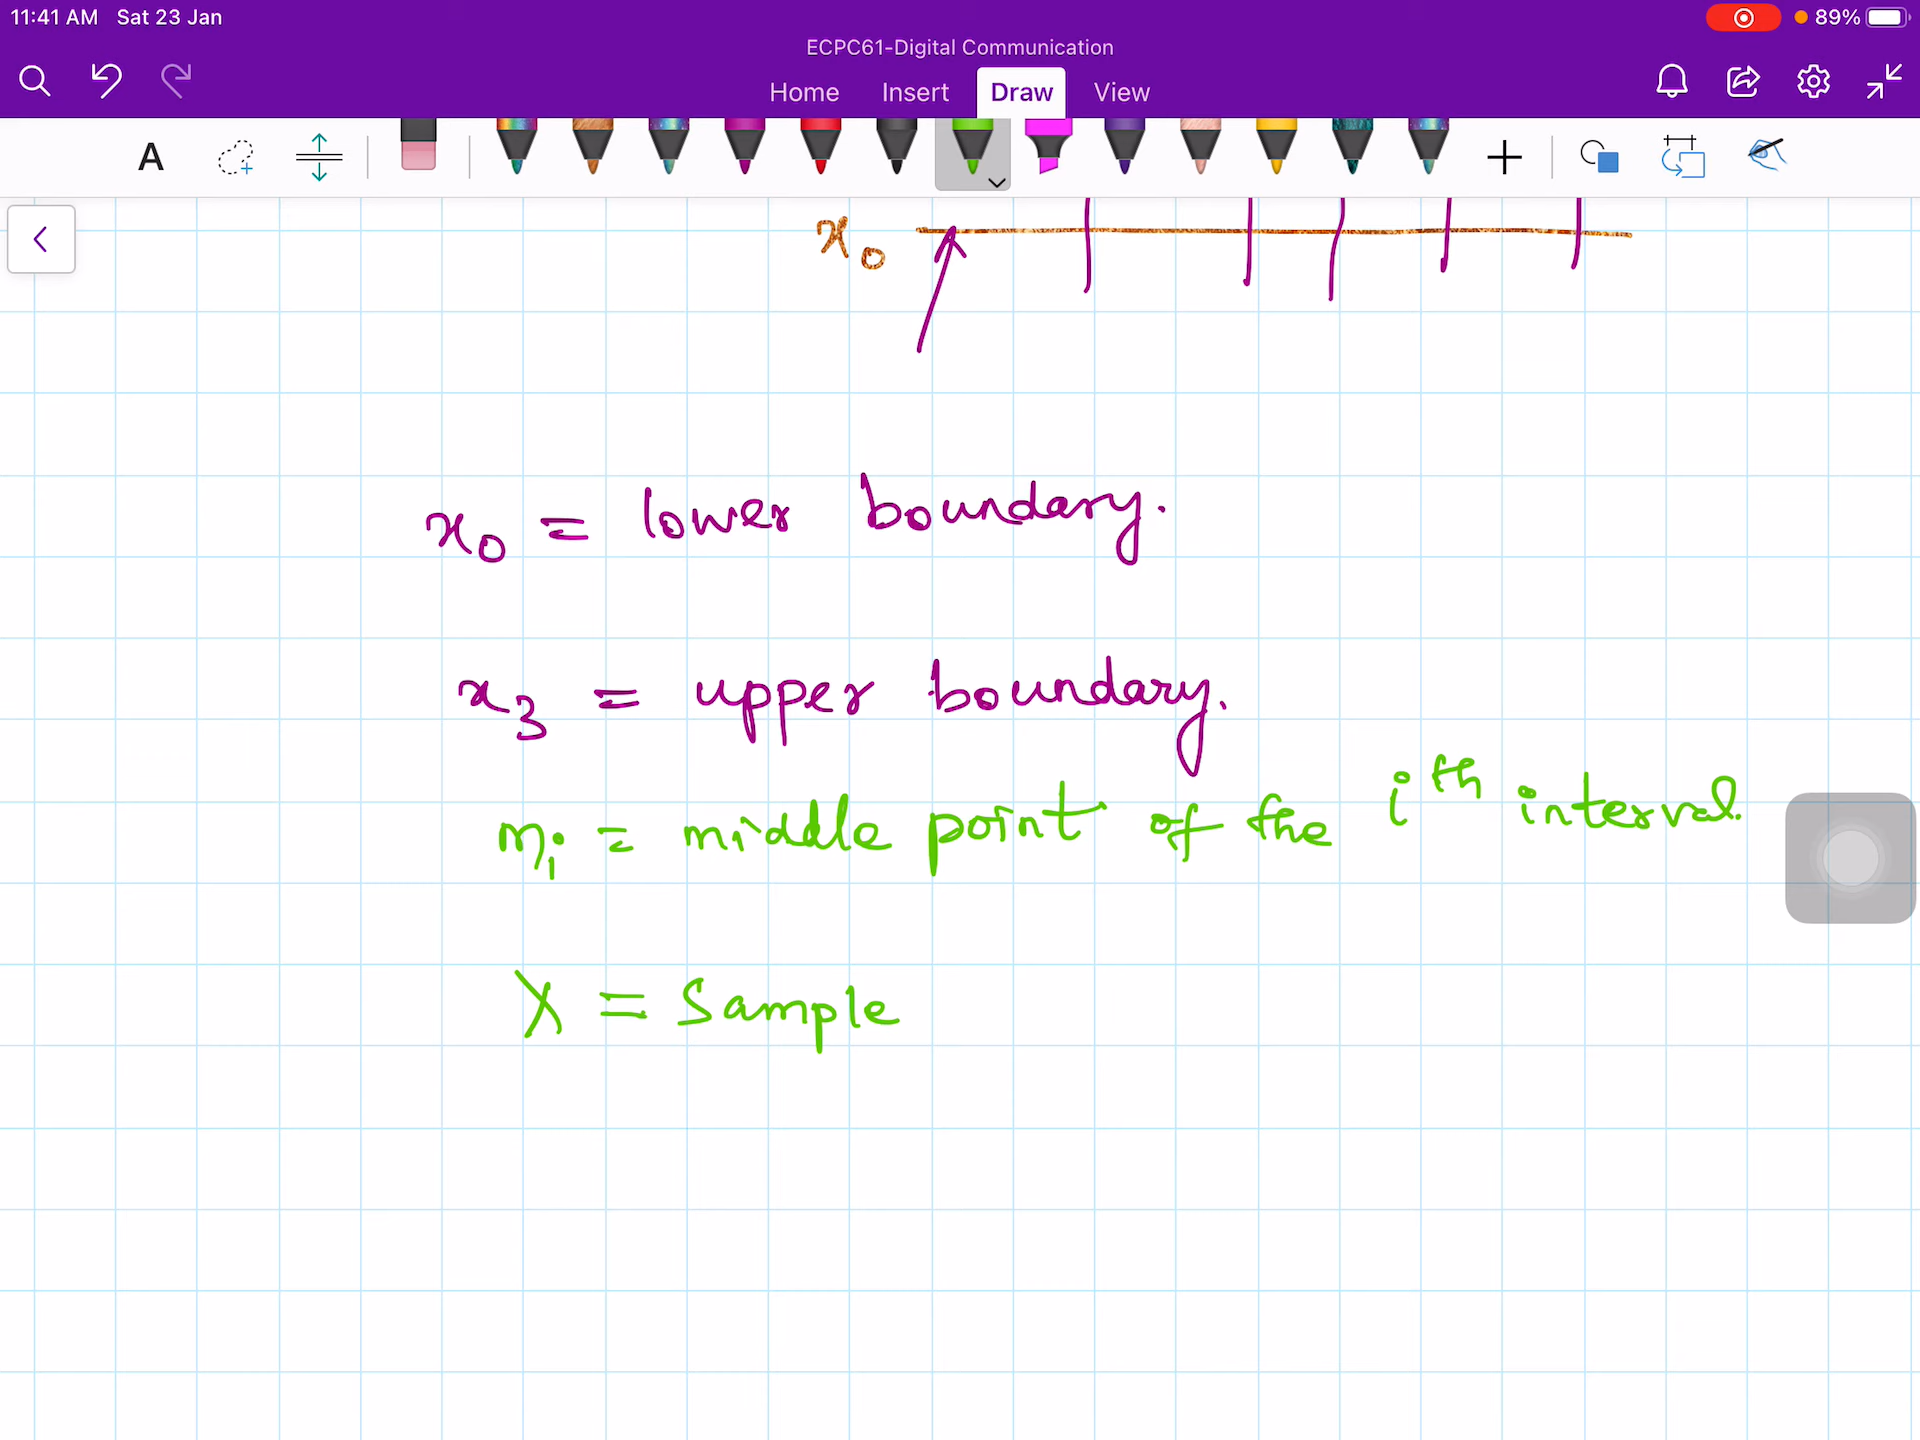 11:41 AM Sat 23 Jan
89%
ECPC61-Digital Communication
Home Insert Draw View
A
x₀
x₀ = lower boundary.
x₃ = upper boundary.
mᵢ = middle point of the iᵗʰ interval.
X = Sample